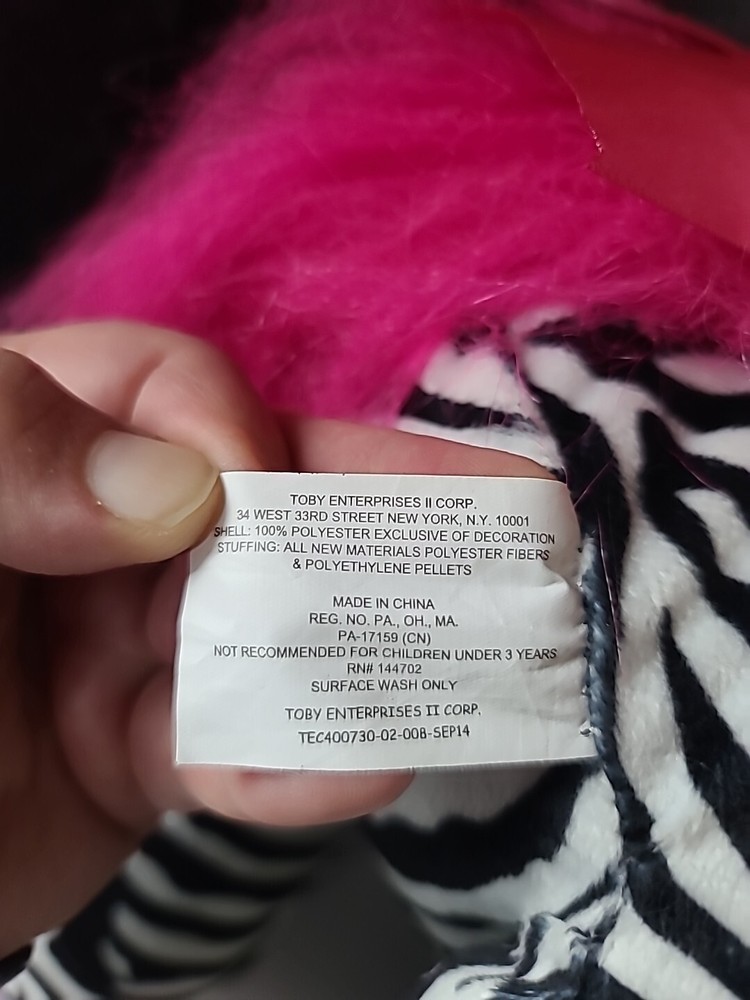 TOBY ENTERPRISES II CORP.
34 WEST 33RD STREET NEW YORK, N.Y. 10001
SHELL: 100% POLYESTER EXCLUSIVE OF DECORATION
STUFFING: ALL NEW MATERIALS POLYESTER FIBERS
& POLYETHYLENE PELLETS
MADE IN CHINA
REG. NO. PA., OH., MA.
PA-17159 (CN)
NOT RECOMMENDED FOR CHILDREN UNDER 3 YEARS
RN# 144702
SURFACE WASH ONLY
TOBY ENTERPRISES II CORP.
TEC400730-02-008-SEP14